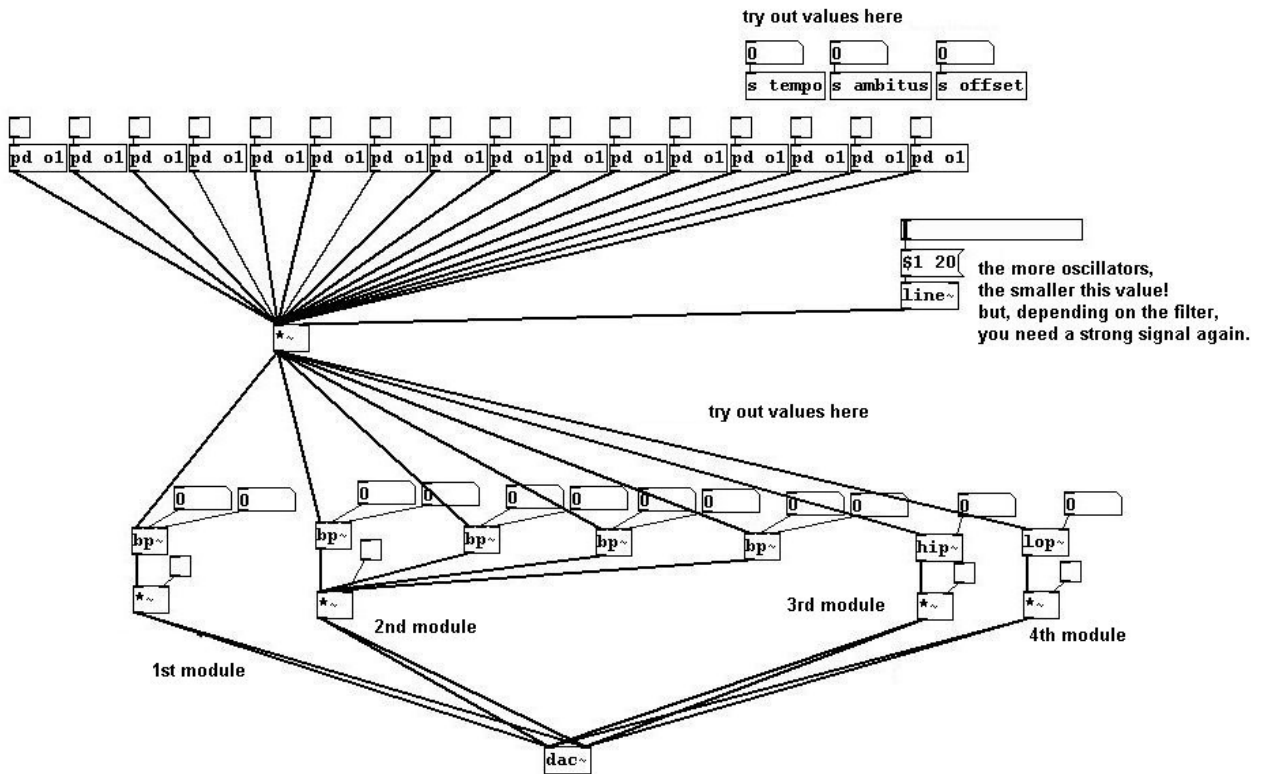 try out values here
0 0 0
s tempo s ambitus s offset
pd o1 pd o1 pd o1 pd o1 pd o1 pd o1 pd o1 pd o1 pd o1 pd o1 pd o1 pd o1 pd o1 pd o1 pd o1 pd o1
$1 20
line~
the more oscillators,
the smaller this value!
but, depending on the filter,
you need a strong signal again.
*~
try out values here
0 0 0 0 0 0 0 0 0 0 0 0
bp~ bp~ bp~ bp~ bp~ hip~ lop~
*~ *~ *~ *~
1st module
2nd module
3rd module
4th module
dac~